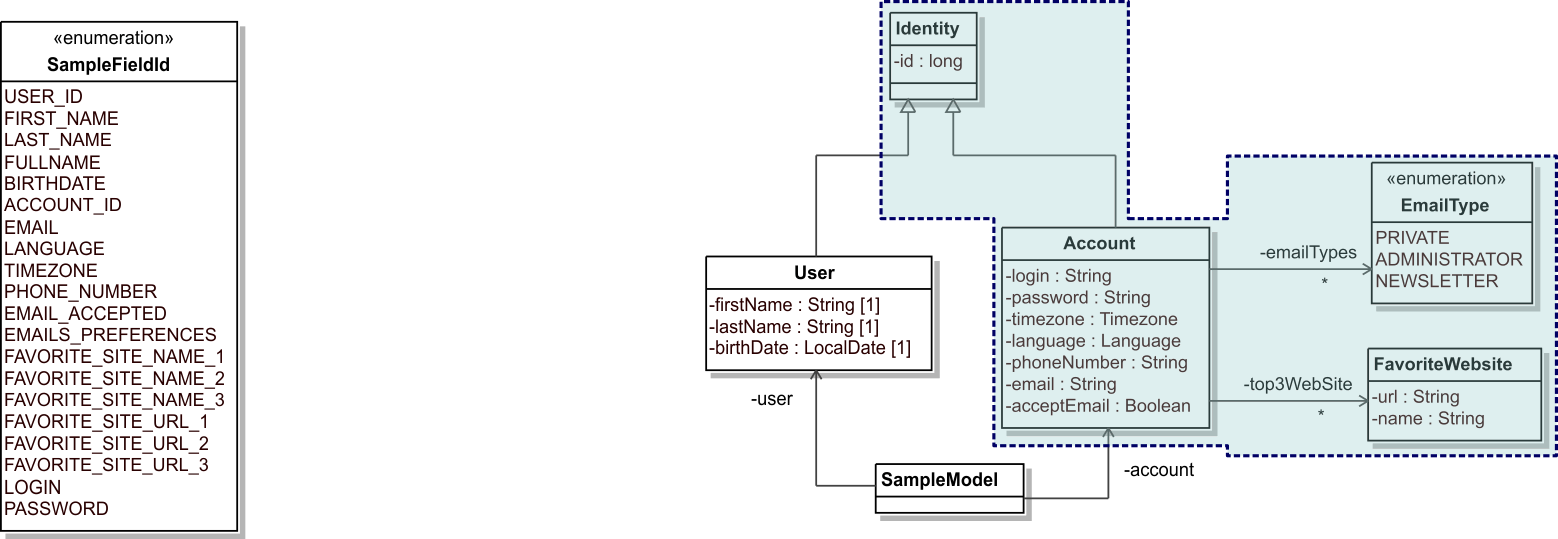 «enumeration»
SampleFieldId
USER_ID
FIRST_NAME
LAST_NAME
FULLNAME
BIRTHDATE
ACCOUNT_ID
EMAIL
LANGUAGE
TIMEZONE
PHONE_NUMBER
EMAIL_ACCEPTED
EMAILS_PREFERENCES
FAVORITE_SITE_NAME_1
FAVORITE_SITE_NAME_2
FAVORITE_SITE_NAME_3
FAVORITE_SITE_URL_1
FAVORITE_SITE_URL_2
FAVORITE_SITE_URL_3
LOGIN
PASSWORD
Identity
-id : long
User
-firstName : String [1]
-lastName : String [1]
-birthDate : LocalDate [1]
-user
SampleModel
-account
Account
-login : String
-password : String
-timezone : Timezone
-language : Language
-phoneNumber : String
-email : String
-acceptEmail : Boolean
-emailTypes
*
-top3WebSite
*
«enumeration»
EmailType
PRIVATE
ADMINISTRATOR
NEWSLETTER
FavoriteWebsite
-url : String
-name : String